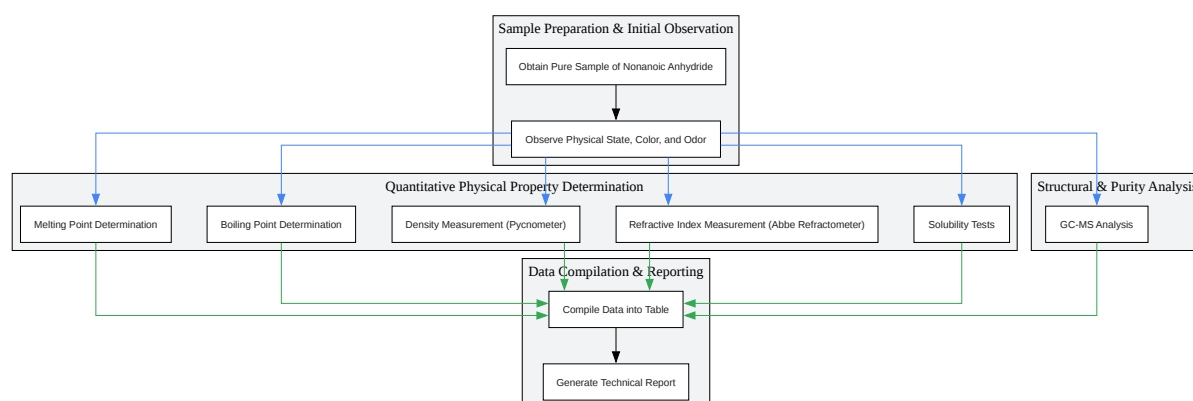 Sample Preparation & Initial Observation
Obtain Pure Sample of Nonanoic Anhydride
Observe Physical State, Color, and Odor
Quantitative Physical Property Determination
Structural & Purity Analysis
Melting Point Determination
Boiling Point Determination
Density Measurement (Pycnometer)
Refractive Index Measurement (Abbe Refractometer)
Solubility Tests
GC-MS Analysis
Data Compilation & Reporting
Compile Data into Table
Generate Technical Report